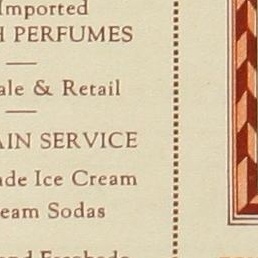 Imported
H PERFUMES
ale & Retail
AIN SERVICE
ade Ice Cream
eam Sodas